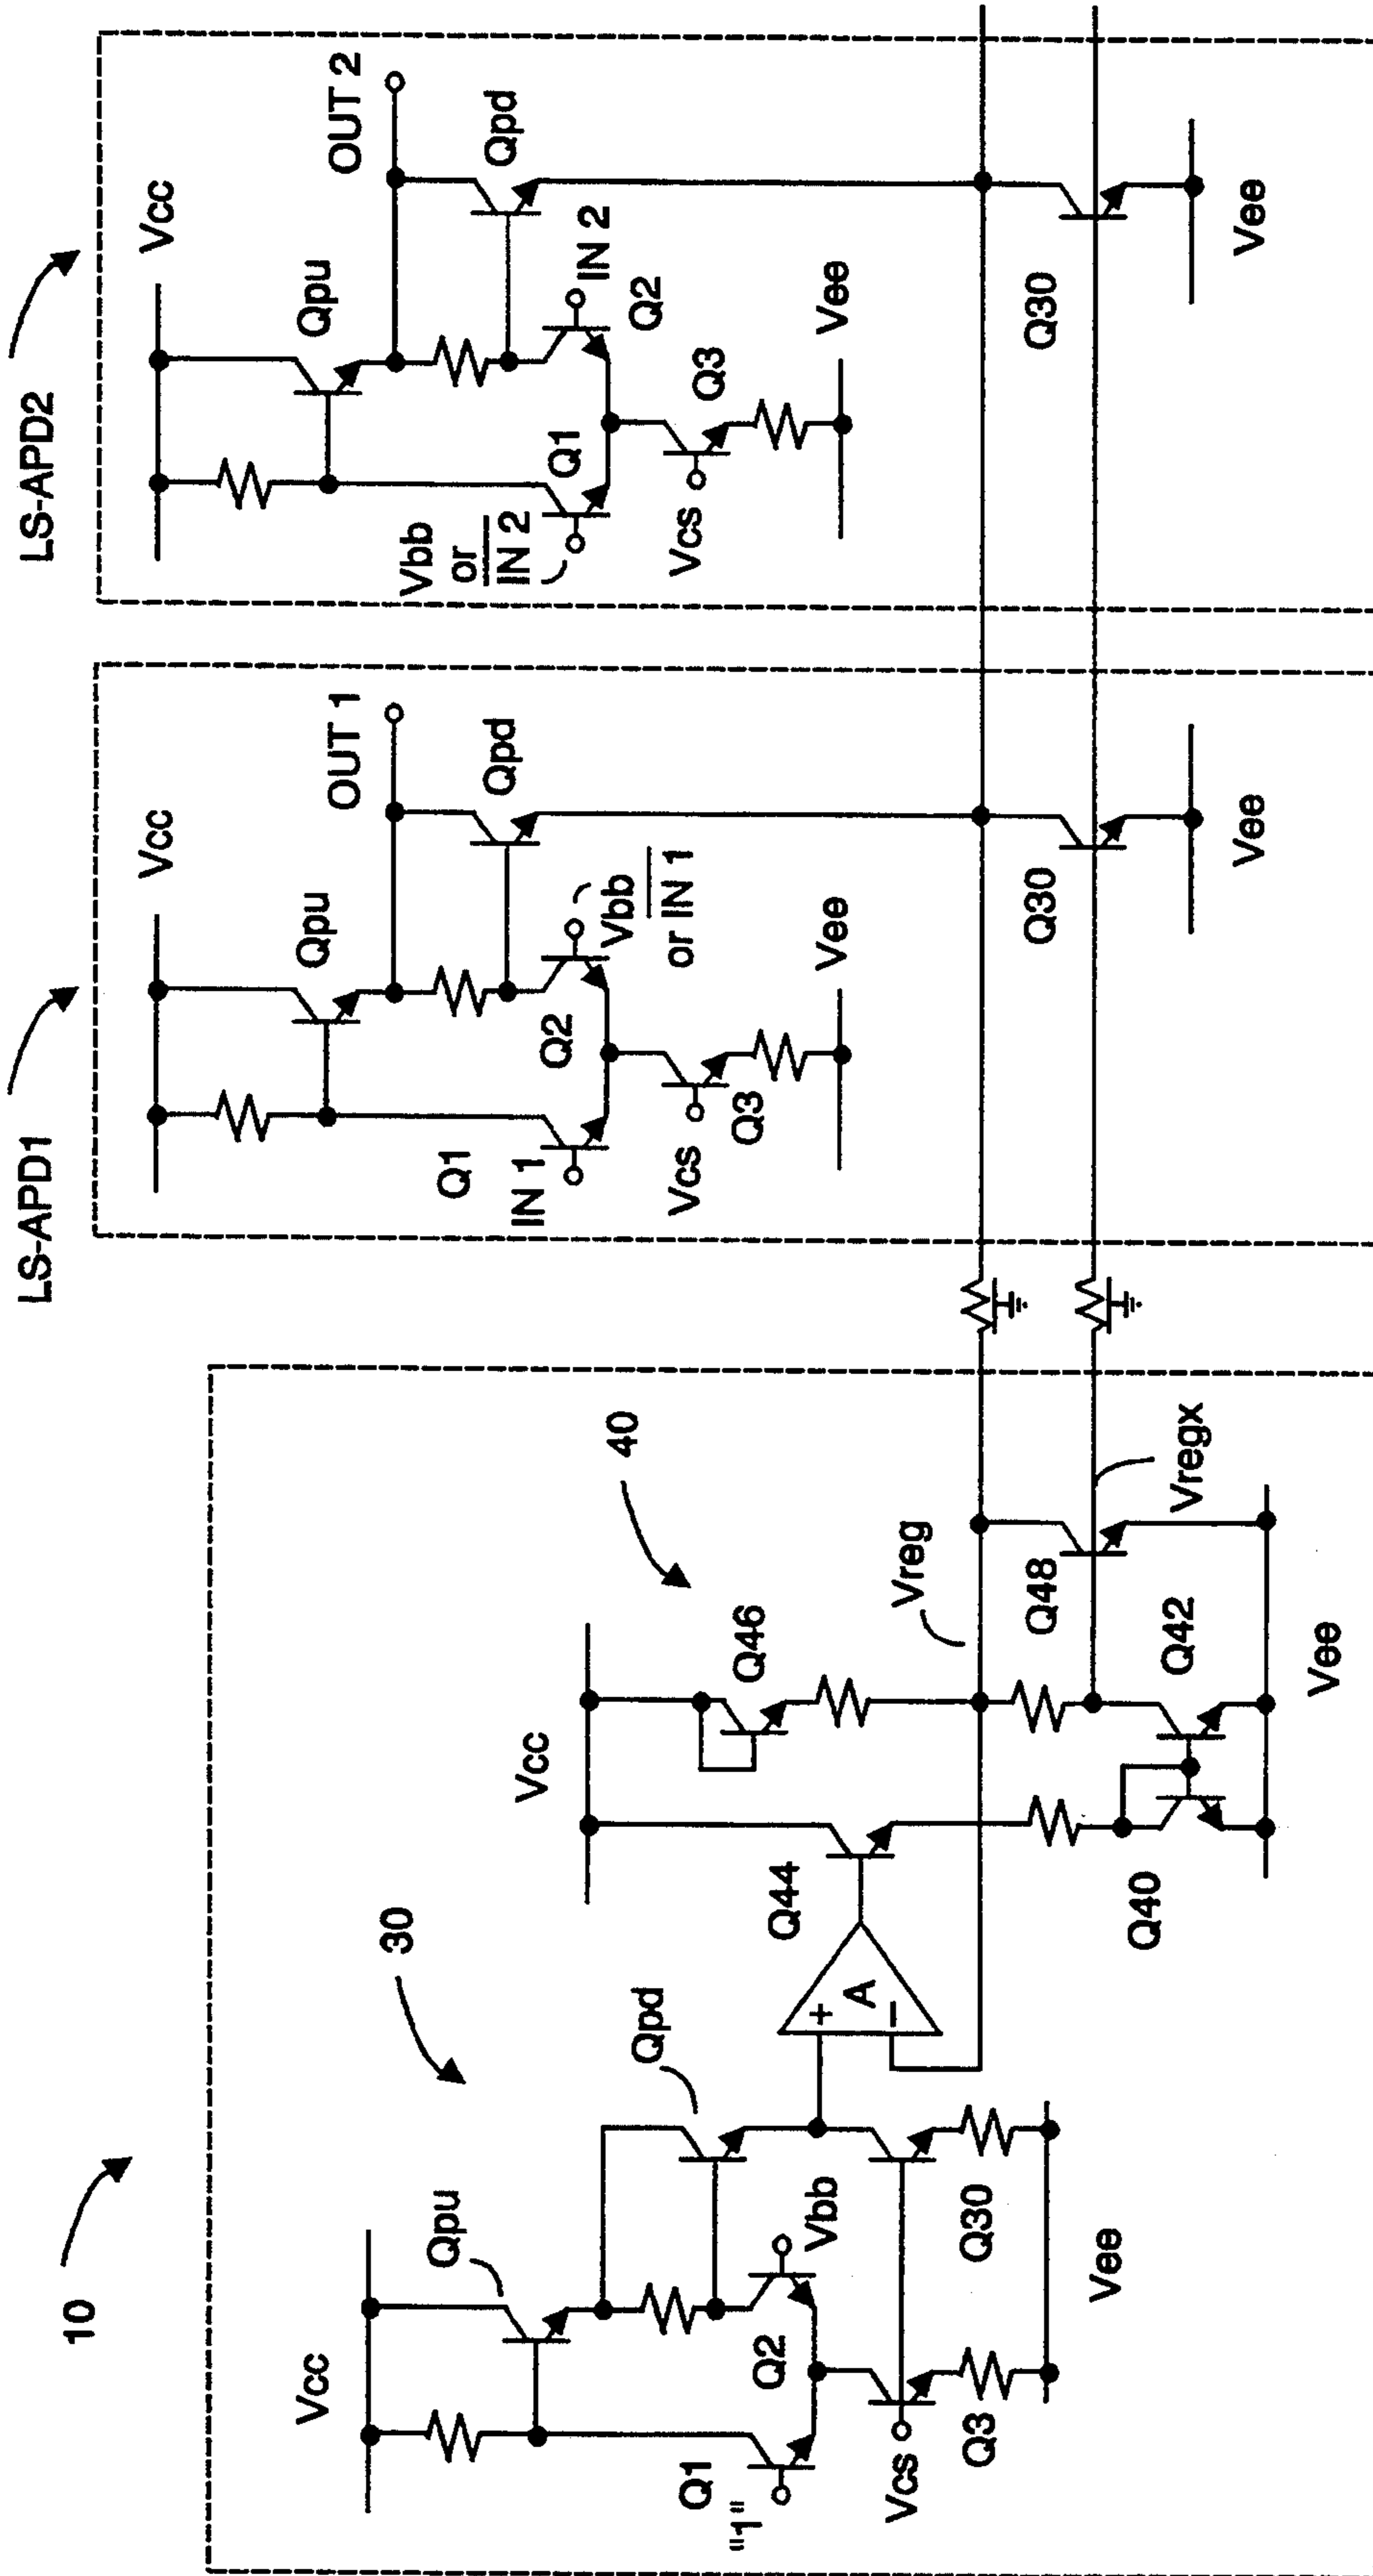 10
30
Vcc
Qpu
Qpd
Q1
"1"
Q2
Vbb
Vcs
Q3
Q30
Vee
+
A
−
40
Vcc
Q44
Q46
Vreg
Q48
Vregx
Q40
Q42
Vee
LS-APD1
Vcc
Qpu
OUT 1
Qpd
Q1
IN 1
Q2
Vbb
or IN 1
Vcs
Q3
Vee
Q30
Vee
LS-APD2
Vcc
Qpu
OUT 2
Qpd
Vbb
or
IN 2
Q1
IN 2
Q2
Vcs
Q3
Vee
Q30
Vee